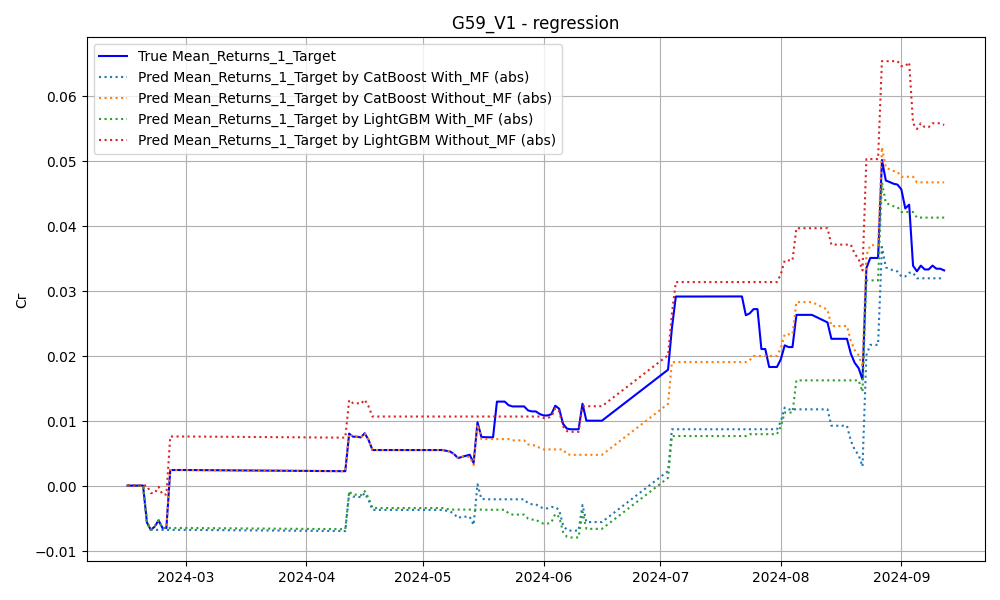 G59_V1 - regression
True Mean_Returns_1_Target
Pred Mean_Returns_1_Target by CatBoost With_MF (abs)
Pred Mean_Returns_1_Target by CatBoost Without_MF (abs)
Pred Mean_Returns_1_Target by LightGBM With_MF (abs)
Pred Mean_Returns_1_Target by LightGBM Without_MF (abs)
Cr
0.06
0.05
0.04
0.03
0.02
0.01
0.00
−0.01
2024-03 2024-04 2024-05 2024-06 2024-07 2024-08 2024-09